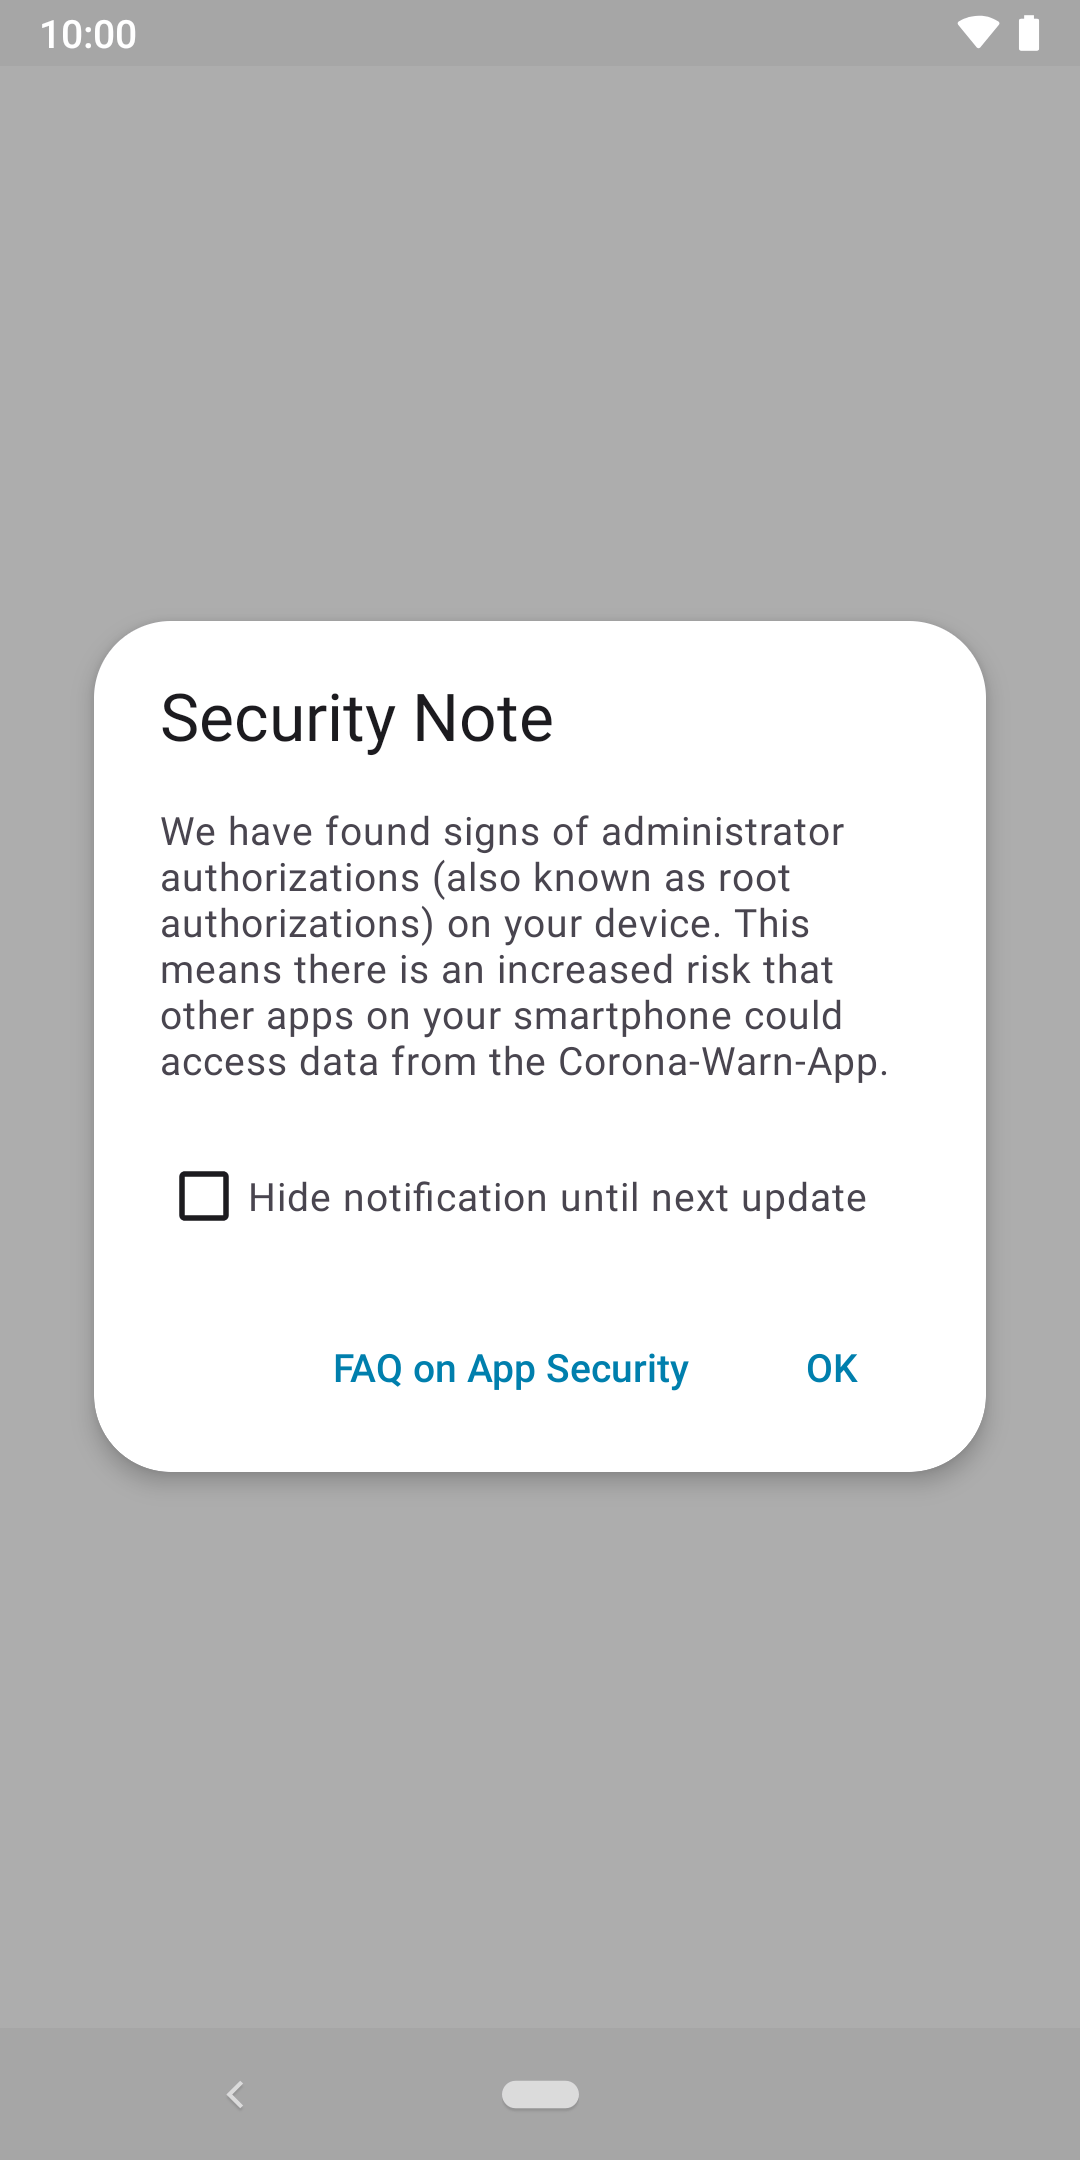 10:00
Security Note
We have found signs of administrator
authorizations (also known as root
authorizations) on your device. This
means there is an increased risk that
other apps on your smartphone could
access data from the Corona-Warn-App.
Hide notification until next update
FAQ on App Security
OK